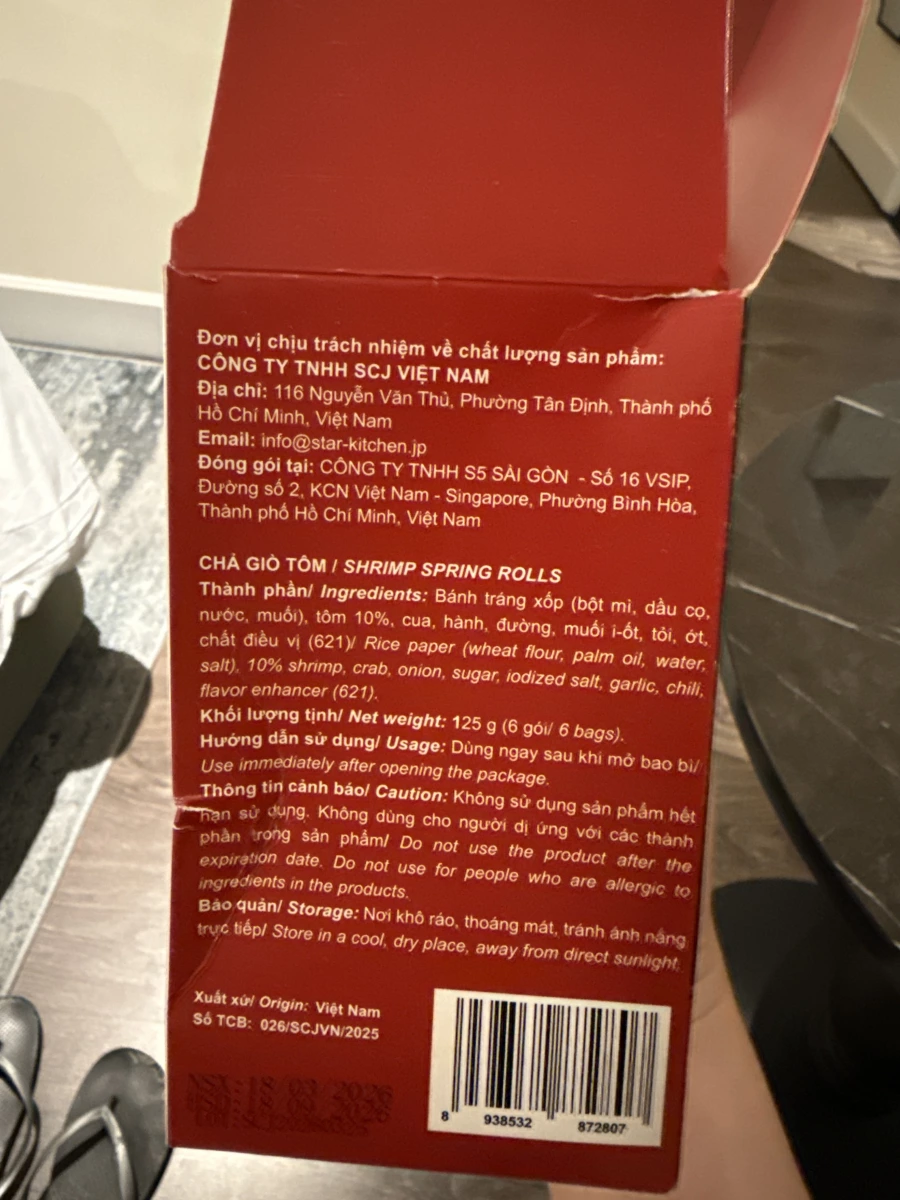 Đơn vị chịu trách nhiệm về chất lượng sản phẩm:
CÔNG TY TNHH SCJ VIỆT NAM
Địa chỉ: 116 Nguyễn Văn Thủ, Phường Tân Định, Thành phố
Hồ Chí Minh, Việt Nam
Email: info@star-kitchen.jp
Đóng gói tại: CÔNG TY TNHH S5 SÀI GÒN - Số 16 VSIP,
Đường số 2, KCN Việt Nam - Singapore, Phường Bình Hòa,
Thành phố Hồ Chí Minh, Việt Nam
CHẢ GIÒ TÔM / SHRIMP SPRING ROLLS
Thành phần/ Ingredients: Bánh tráng xốp (bột mì, dầu cọ,
nước, muối), tôm 10%, cua, hành, đường, muối i-ốt, tỏi, ớt,
chất điều vị (621)/ Rice paper (wheat flour, palm oil, water,
salt), 10% shrimp, crab, onion, sugar, iodized salt, garlic, chili,
flavor enhancer (621).
Khối lượng tịnh/ Net weight: 125 g (6 gói/ 6 bags).
Hướng dẫn sử dụng/ Usage: Dùng ngay sau khi mở bao bì/
Use immediately after opening the package.
Thông tin cảnh báo/ Caution: Không sử dụng sản phẩm hết
hạn sử dụng. Không dùng cho người dị ứng với các thành
phần trong sản phẩm/ Do not use the product after the
expiration date. Do not use for people who are allergic to
ingredients in the products.
Bảo quản/ Storage: Nơi khô ráo, thoáng mát, tránh ánh nắng
trực tiếp/ Store in a cool, dry place, away from direct sunlight.
Xuất xứ/ Origin: Việt Nam
Số TCB: 026/SCJVN/2025
8 938532 872807